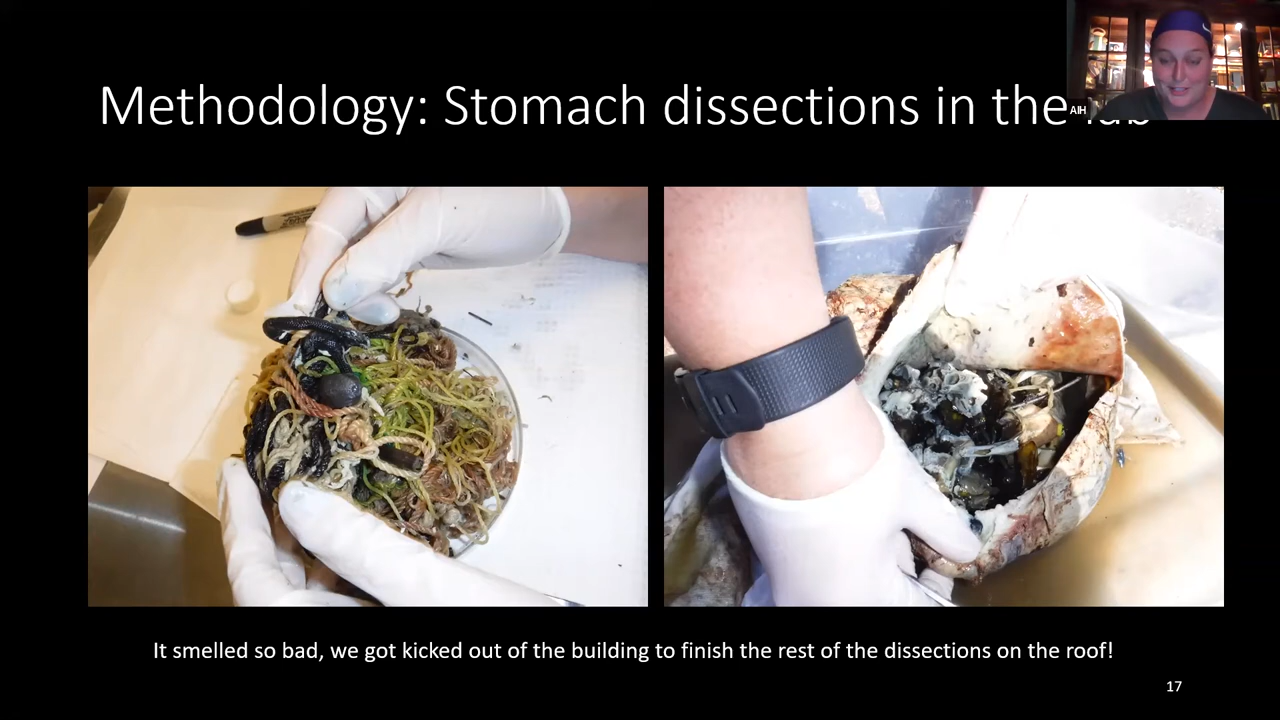 Methodology: Stomach dissections in the lab
AIH
It smelled so bad, we got kicked out of the building to finish the rest of the dissections on the roof!
17